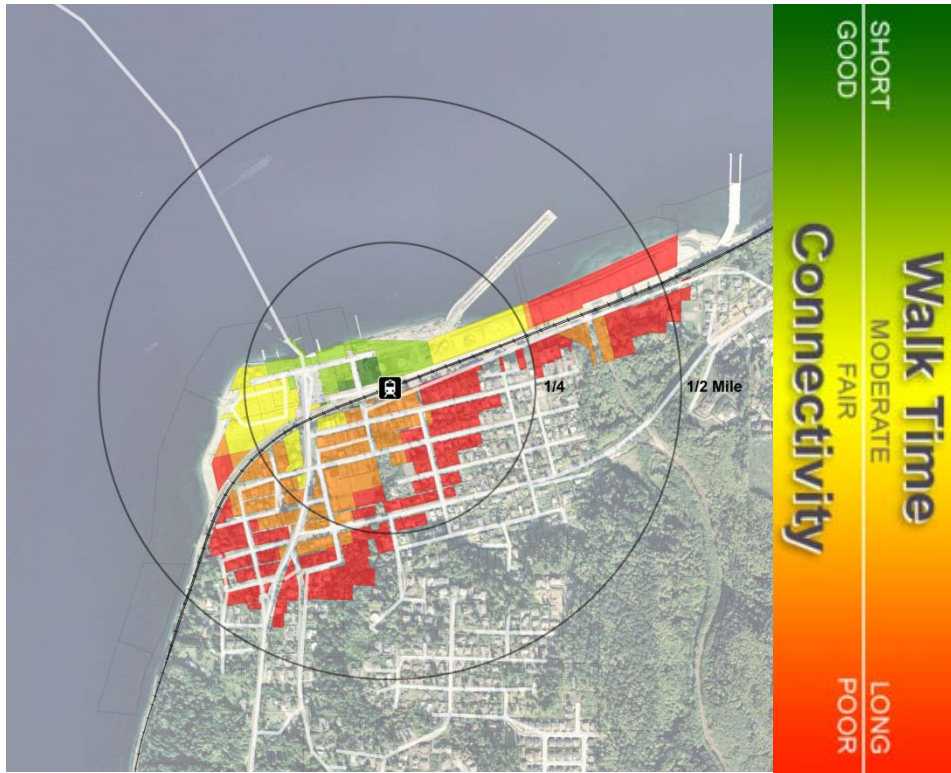 1/4
1/2 Mile
SHORT
GOOD
Walk Time
MODERATE
FAIR
Connectivity
LONG
POOR